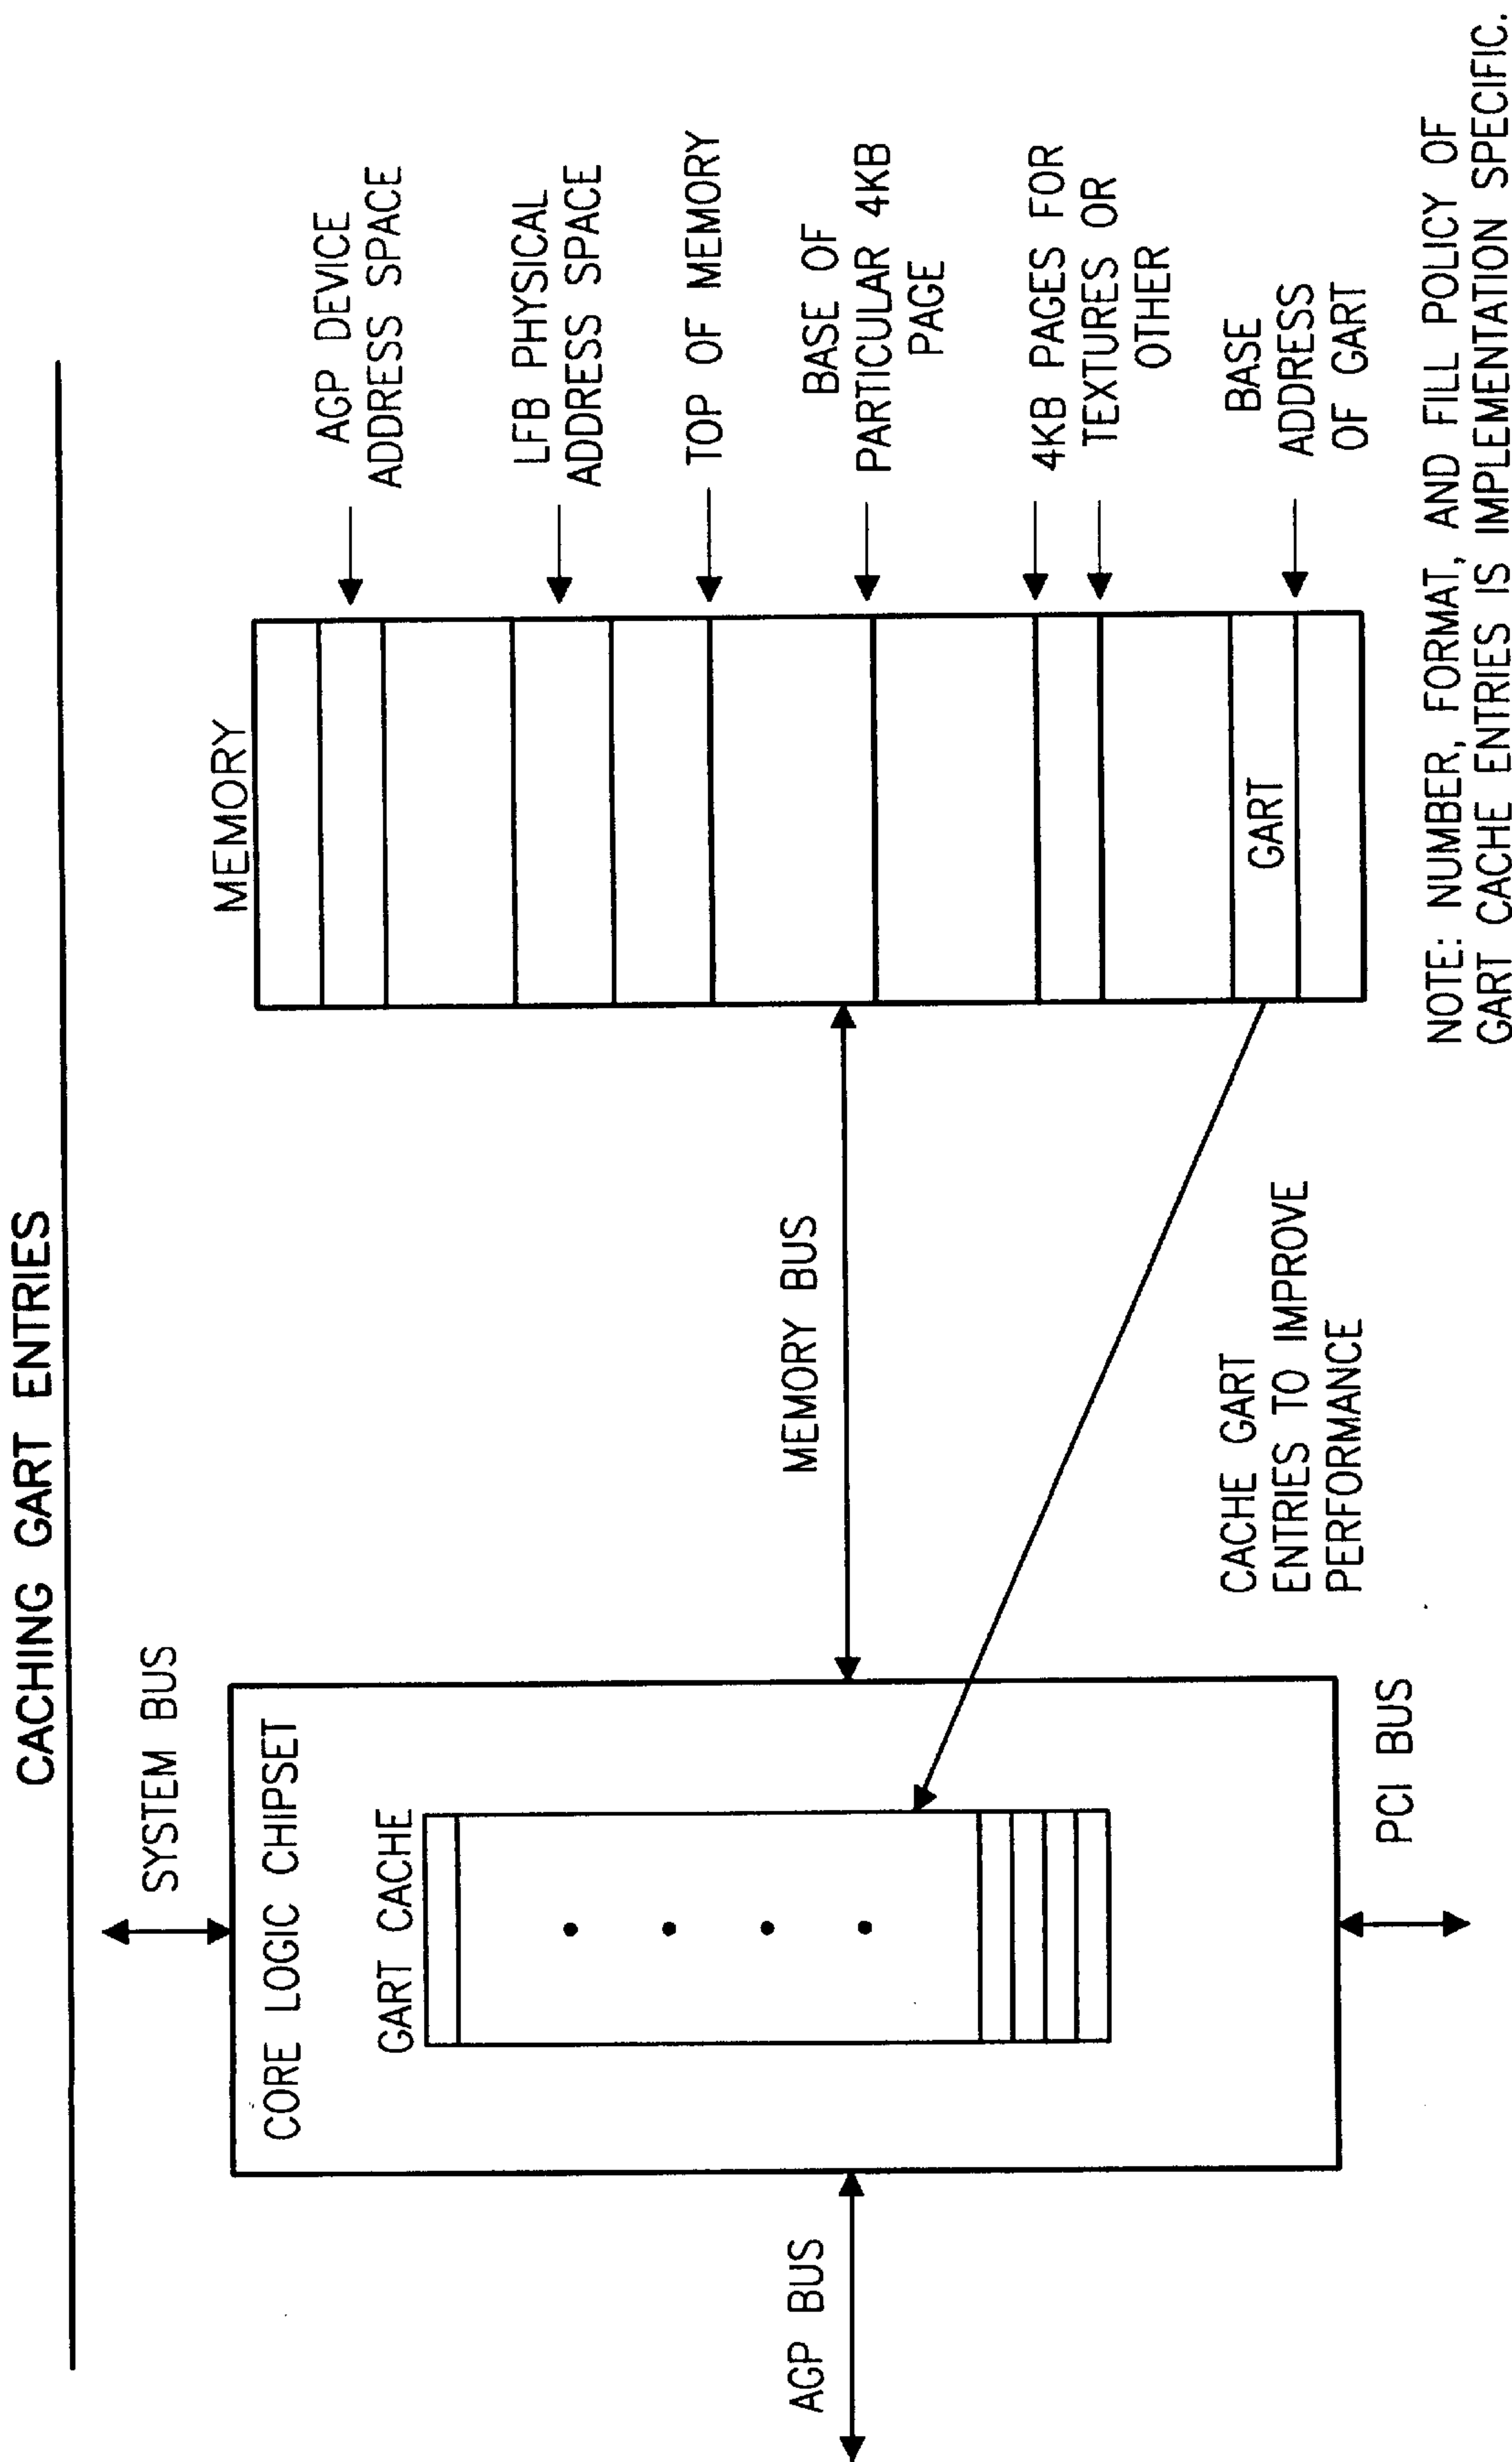 CACHING GART ENTRIES
SYSTEM BUS
CORE LOGIC CHIPSET
GART CACHE
AGP BUS
PCI BUS
MEMORY BUS
CACHE GART
ENTRIES TO IMPROVE
PERFORMANCE
MEMORY
GART
AGP DEVICE
ADDRESS SPACE
LFB PHYSICAL
ADDRESS SPACE
TOP OF MEMORY
BASE OF
PARTICULAR 4KB
PAGE
4KB PAGES FOR
TEXTURES OR
OTHER
BASE
ADDRESS
OF GART
NOTE: NUMBER, FORMAT, AND FILL POLICY OF
GART CACHE ENTRIES IS IMPLEMENTATION SPECIFIC.